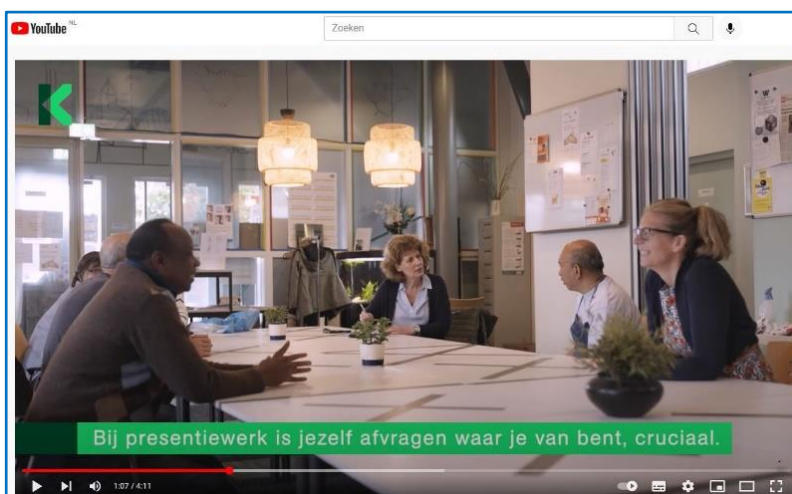 YouTube NL
Zoeken
K
Bij presentiewerk is jezelf afvragen waar je van bent, cruciaal.
1:07 / 4:11